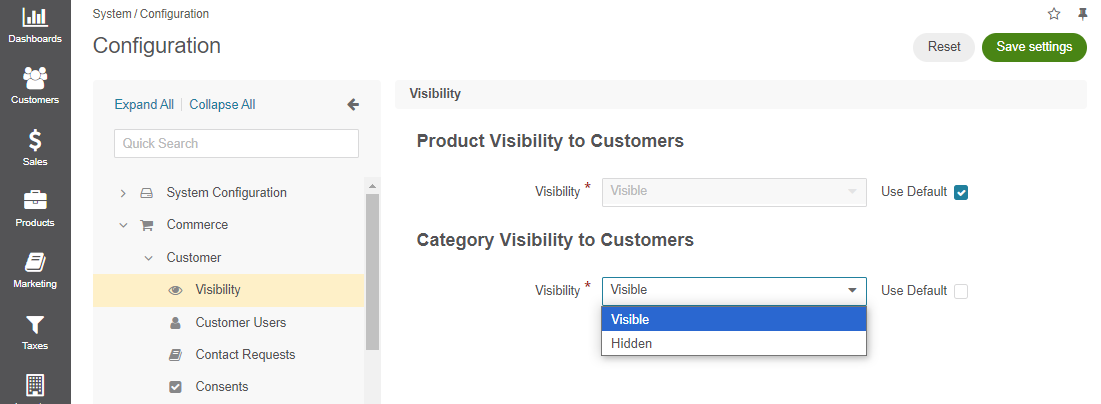 Dashboards
Customers
Sales
Products
Marketing
Taxes
System / Configuration
Configuration
Reset
Save settings
Expand All
Collapse All
Quick Search
System Configuration
Commerce
Customer
Visibility
Customer Users
Contact Requests
Consents
Visibility
Product Visibility to Customers
Visibility * Visible Use Default
Category Visibility to Customers
Visibility * Visible Use Default
Visible
Hidden